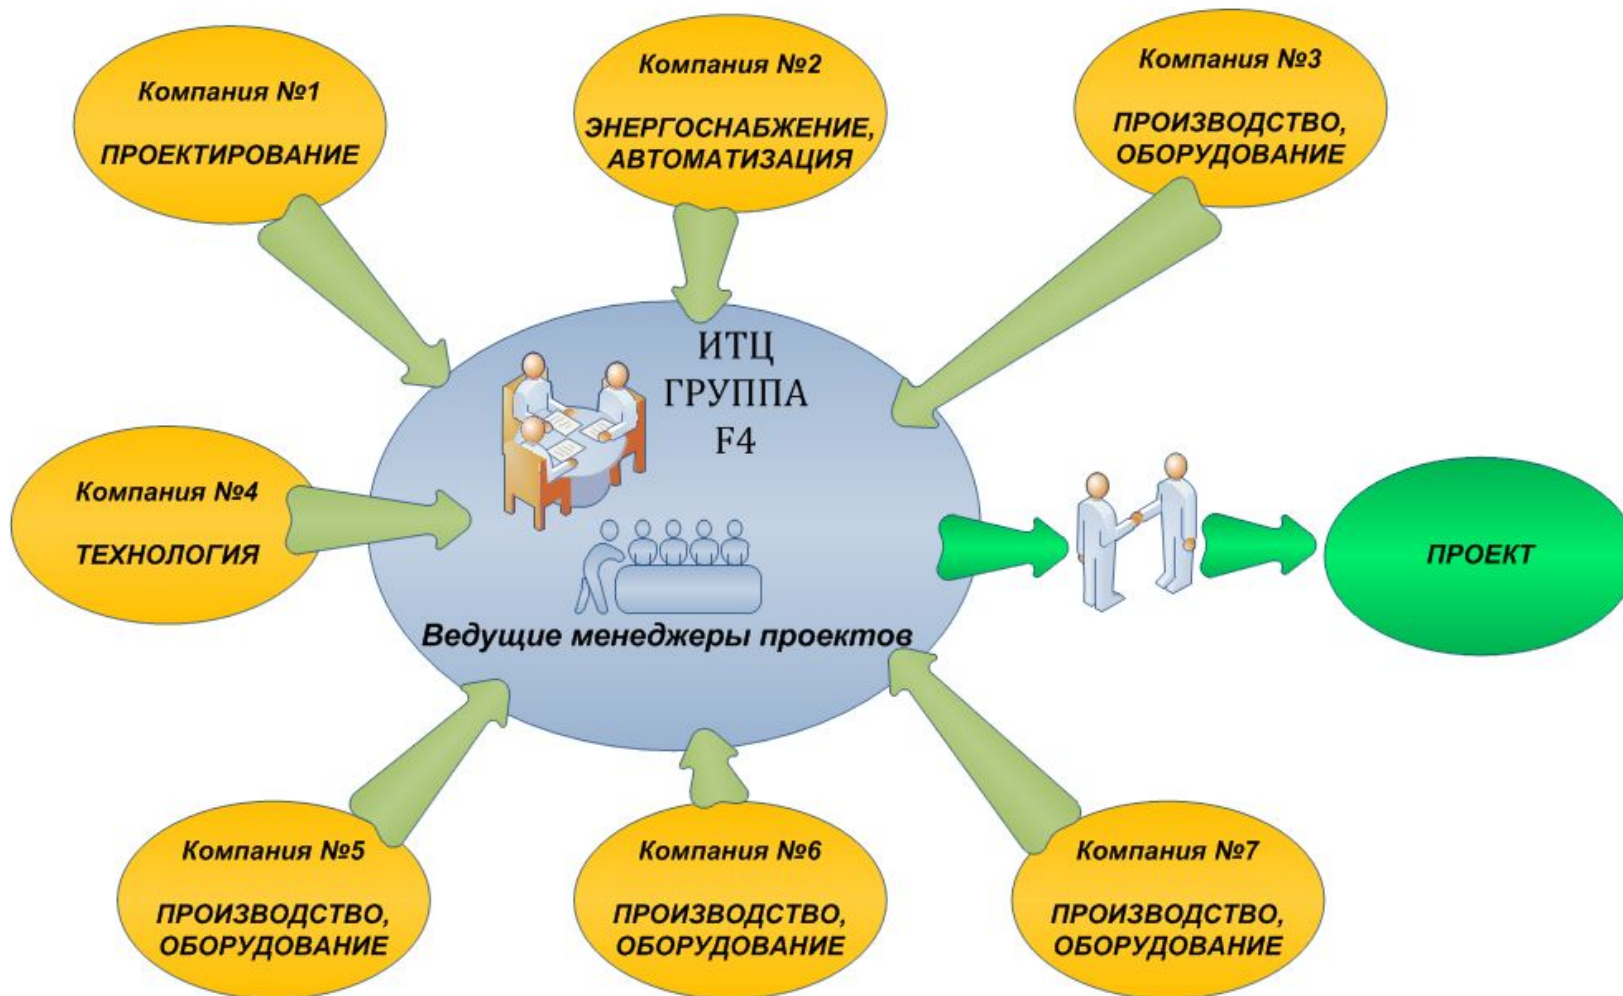 Компания №1
ПРОЕКТИРОВАНИЕ
Компания №2
ЭНЕРГОСНАБЖЕНИЕ,
АВТОМАТИЗАЦИЯ
Компания №3
ПРОИЗВОДСТВО,
ОБОРУДОВАНИЕ
ИТЦ
ГРУППА
F4
Компания №4
ТЕХНОЛОГИЯ
Ведущие менеджеры проектов
ПРОЕКТ
Компания №5
ПРОИЗВОДСТВО,
ОБОРУДОВАНИЕ
Компания №6
ПРОИЗВОДСТВО,
ОБОРУДОВАНИЕ
Компания №7
ПРОИЗВОДСТВО,
ОБОРУДОВАНИЕ